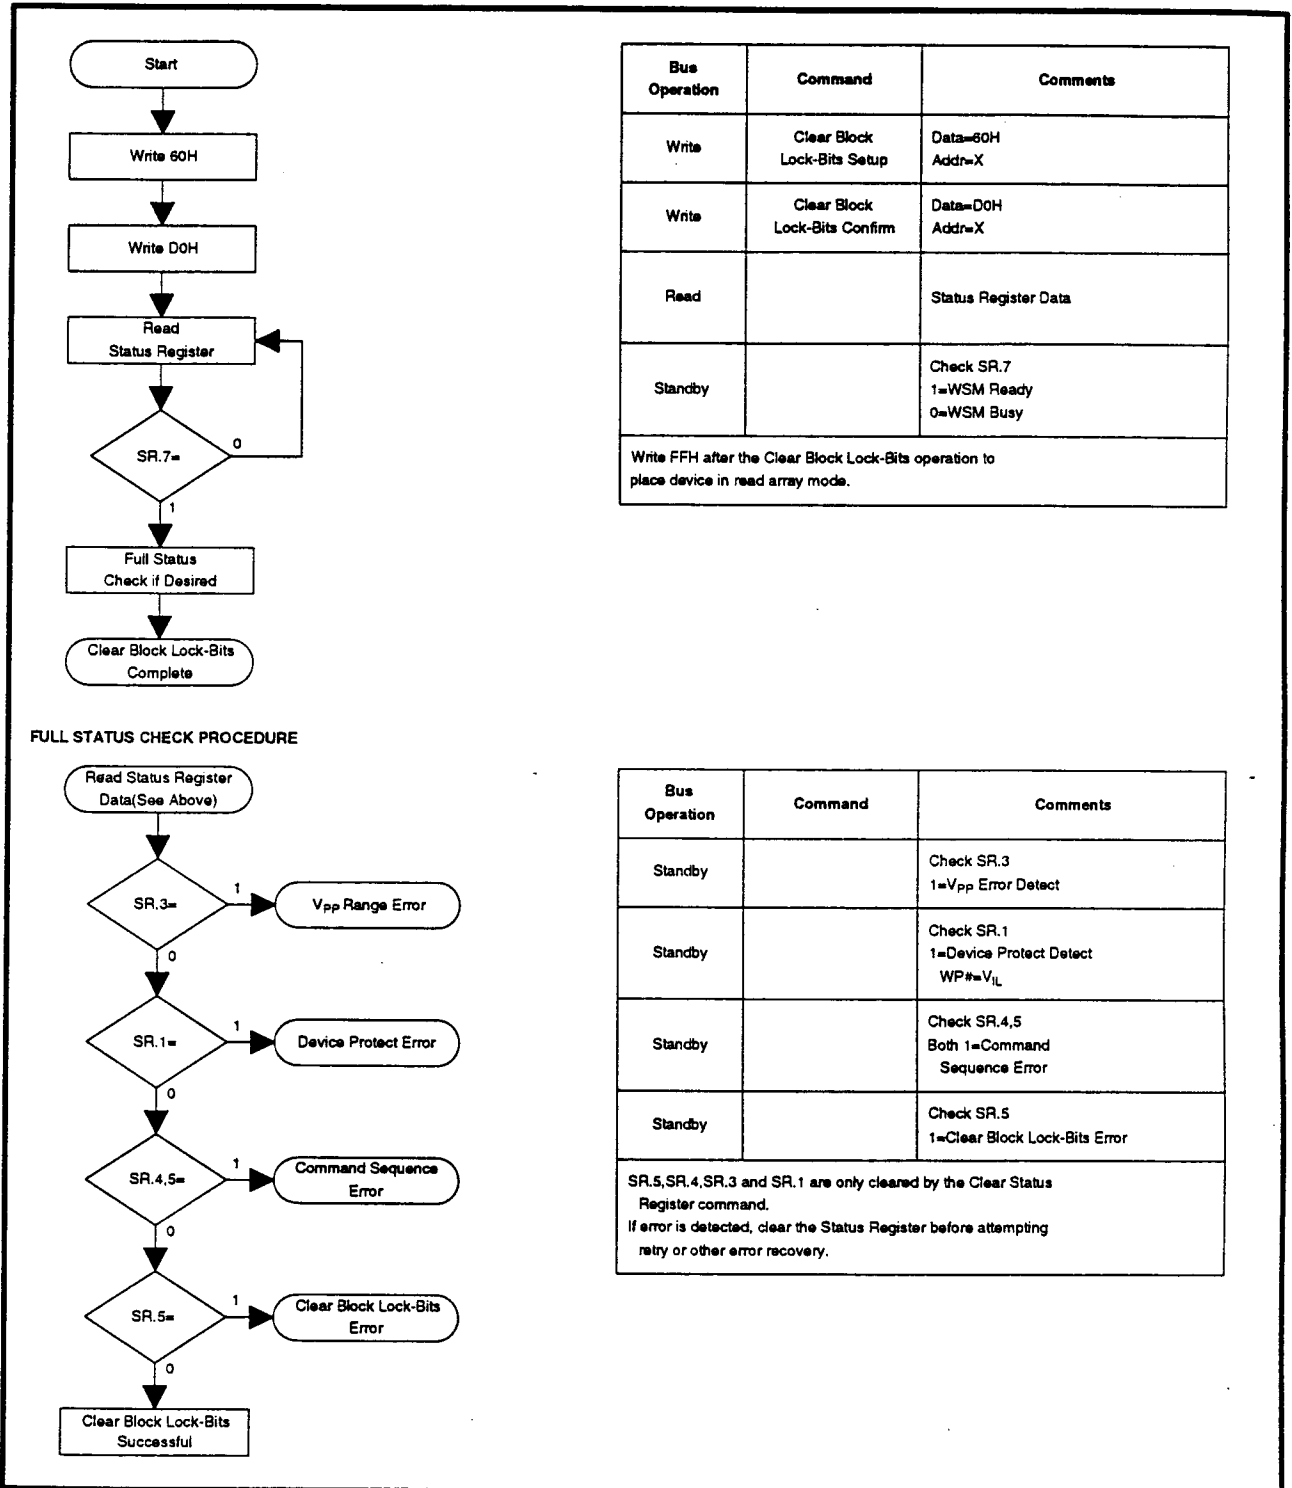 Start
Write 60H
Write D0H
Read
Status Register
SR.7=
0
1
Full Status
Check if Desired
Clear Block Lock-Bits
Complete
Bus
Operation
Command
Comments
Write
Clear Block
Lock-Bits Setup
Data=60H
Addr=X
Write
Clear Block
Lock-Bits Confirm
Data=D0H
Addr=X
Read
Status Register Data
Standby
Check SR.7
1=WSM Ready
0=WSM Busy
Write FFH after the Clear Block Lock-Bits operation to
place device in read array mode.
FULL STATUS CHECK PROCEDURE
Read Status Register
Data(See Above)
SR.3=
1
VPP Range Error
0
SR.1=
1
Device Protect Error
0
SR.4,5=
1
Command Sequence
Error
0
SR.5=
1
Clear Block Lock-Bits
Error
0
Clear Block Lock-Bits
Successful
Bus
Operation
Command
Comments
Standby
Check SR.3
1=VPP Error Detect
Standby
Check SR.1
1=Device Protect Detect
WP#=VIL
Standby
Check SR.4,5
Both 1=Command
Sequence Error
Standby
Check SR.5
1=Clear Block Lock-Bits Error
SR.5,SR.4,SR.3 and SR.1 are only cleared by the Clear Status
Register command.
If error is detected, clear the Status Register before attempting
retry or other error recovery.